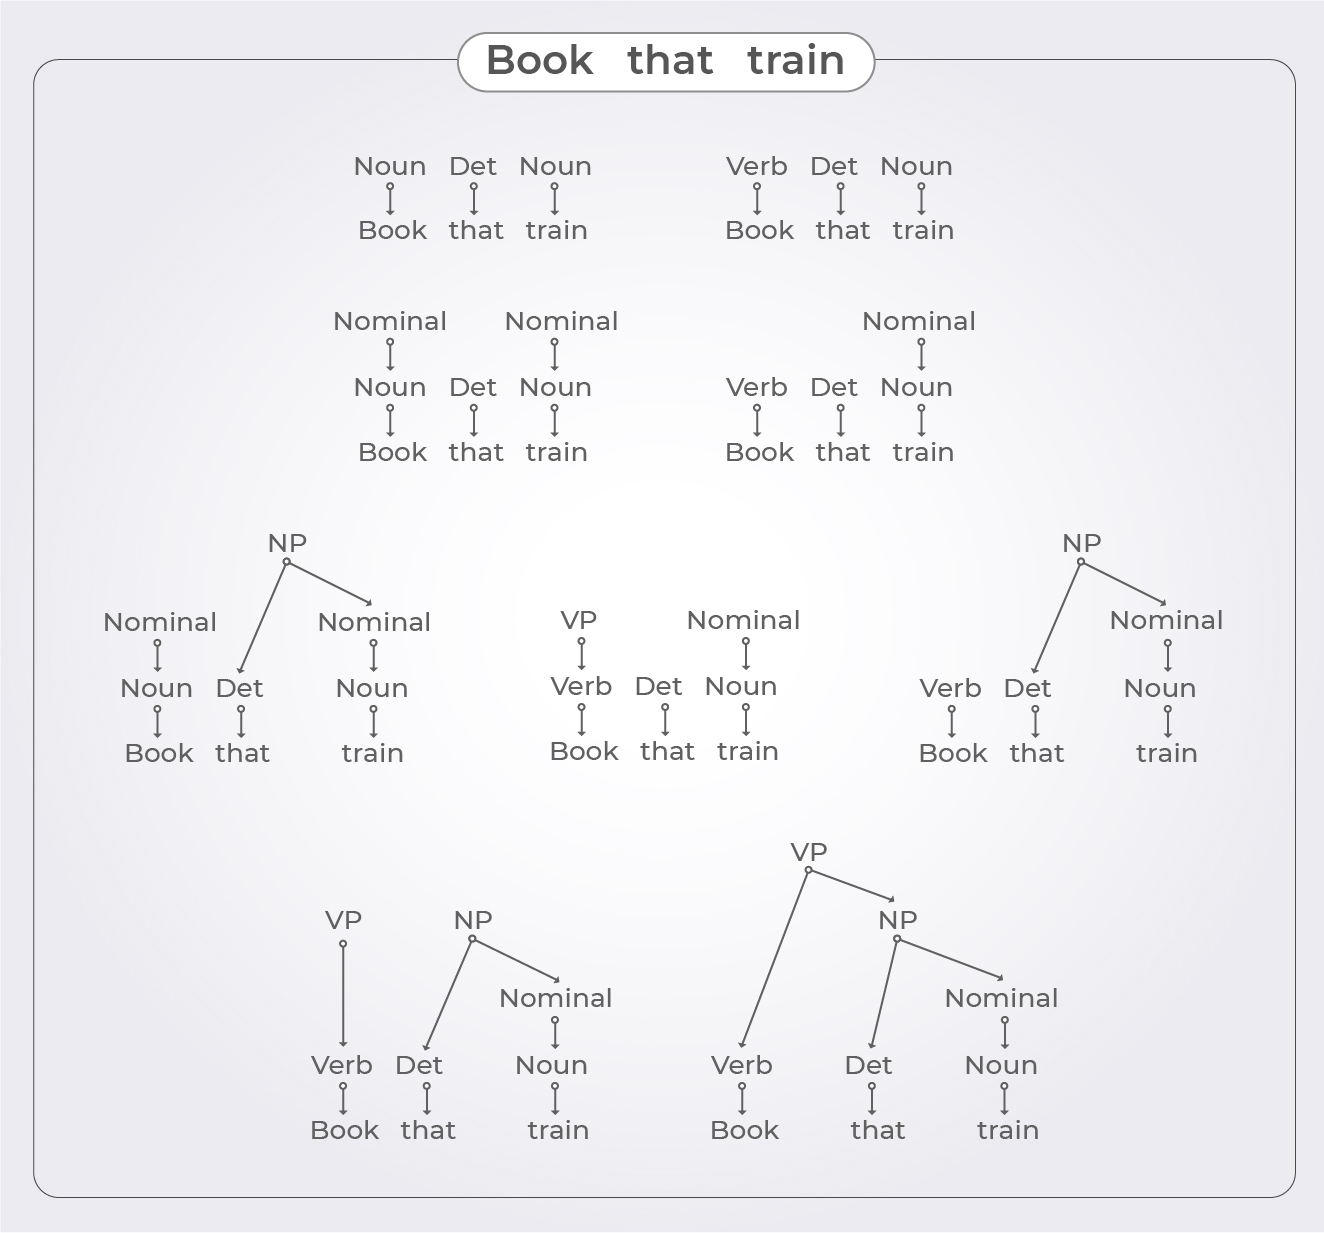 Book that train
Noun Det Noun Verb Det Noun
Book that train Book that train
Nominal Nominal Nominal
Noun Det Noun Verb Det Noun
Book that train Book that train
NP NP
Nominal Nominal VP Nominal Nominal
Noun Det Noun Verb Det Noun Verb Det Noun
Book that train Book that train Book that train
VP
VP NP NP
Nominal Nominal
Verb Det Noun Verb Det Noun
Book that train Book that train